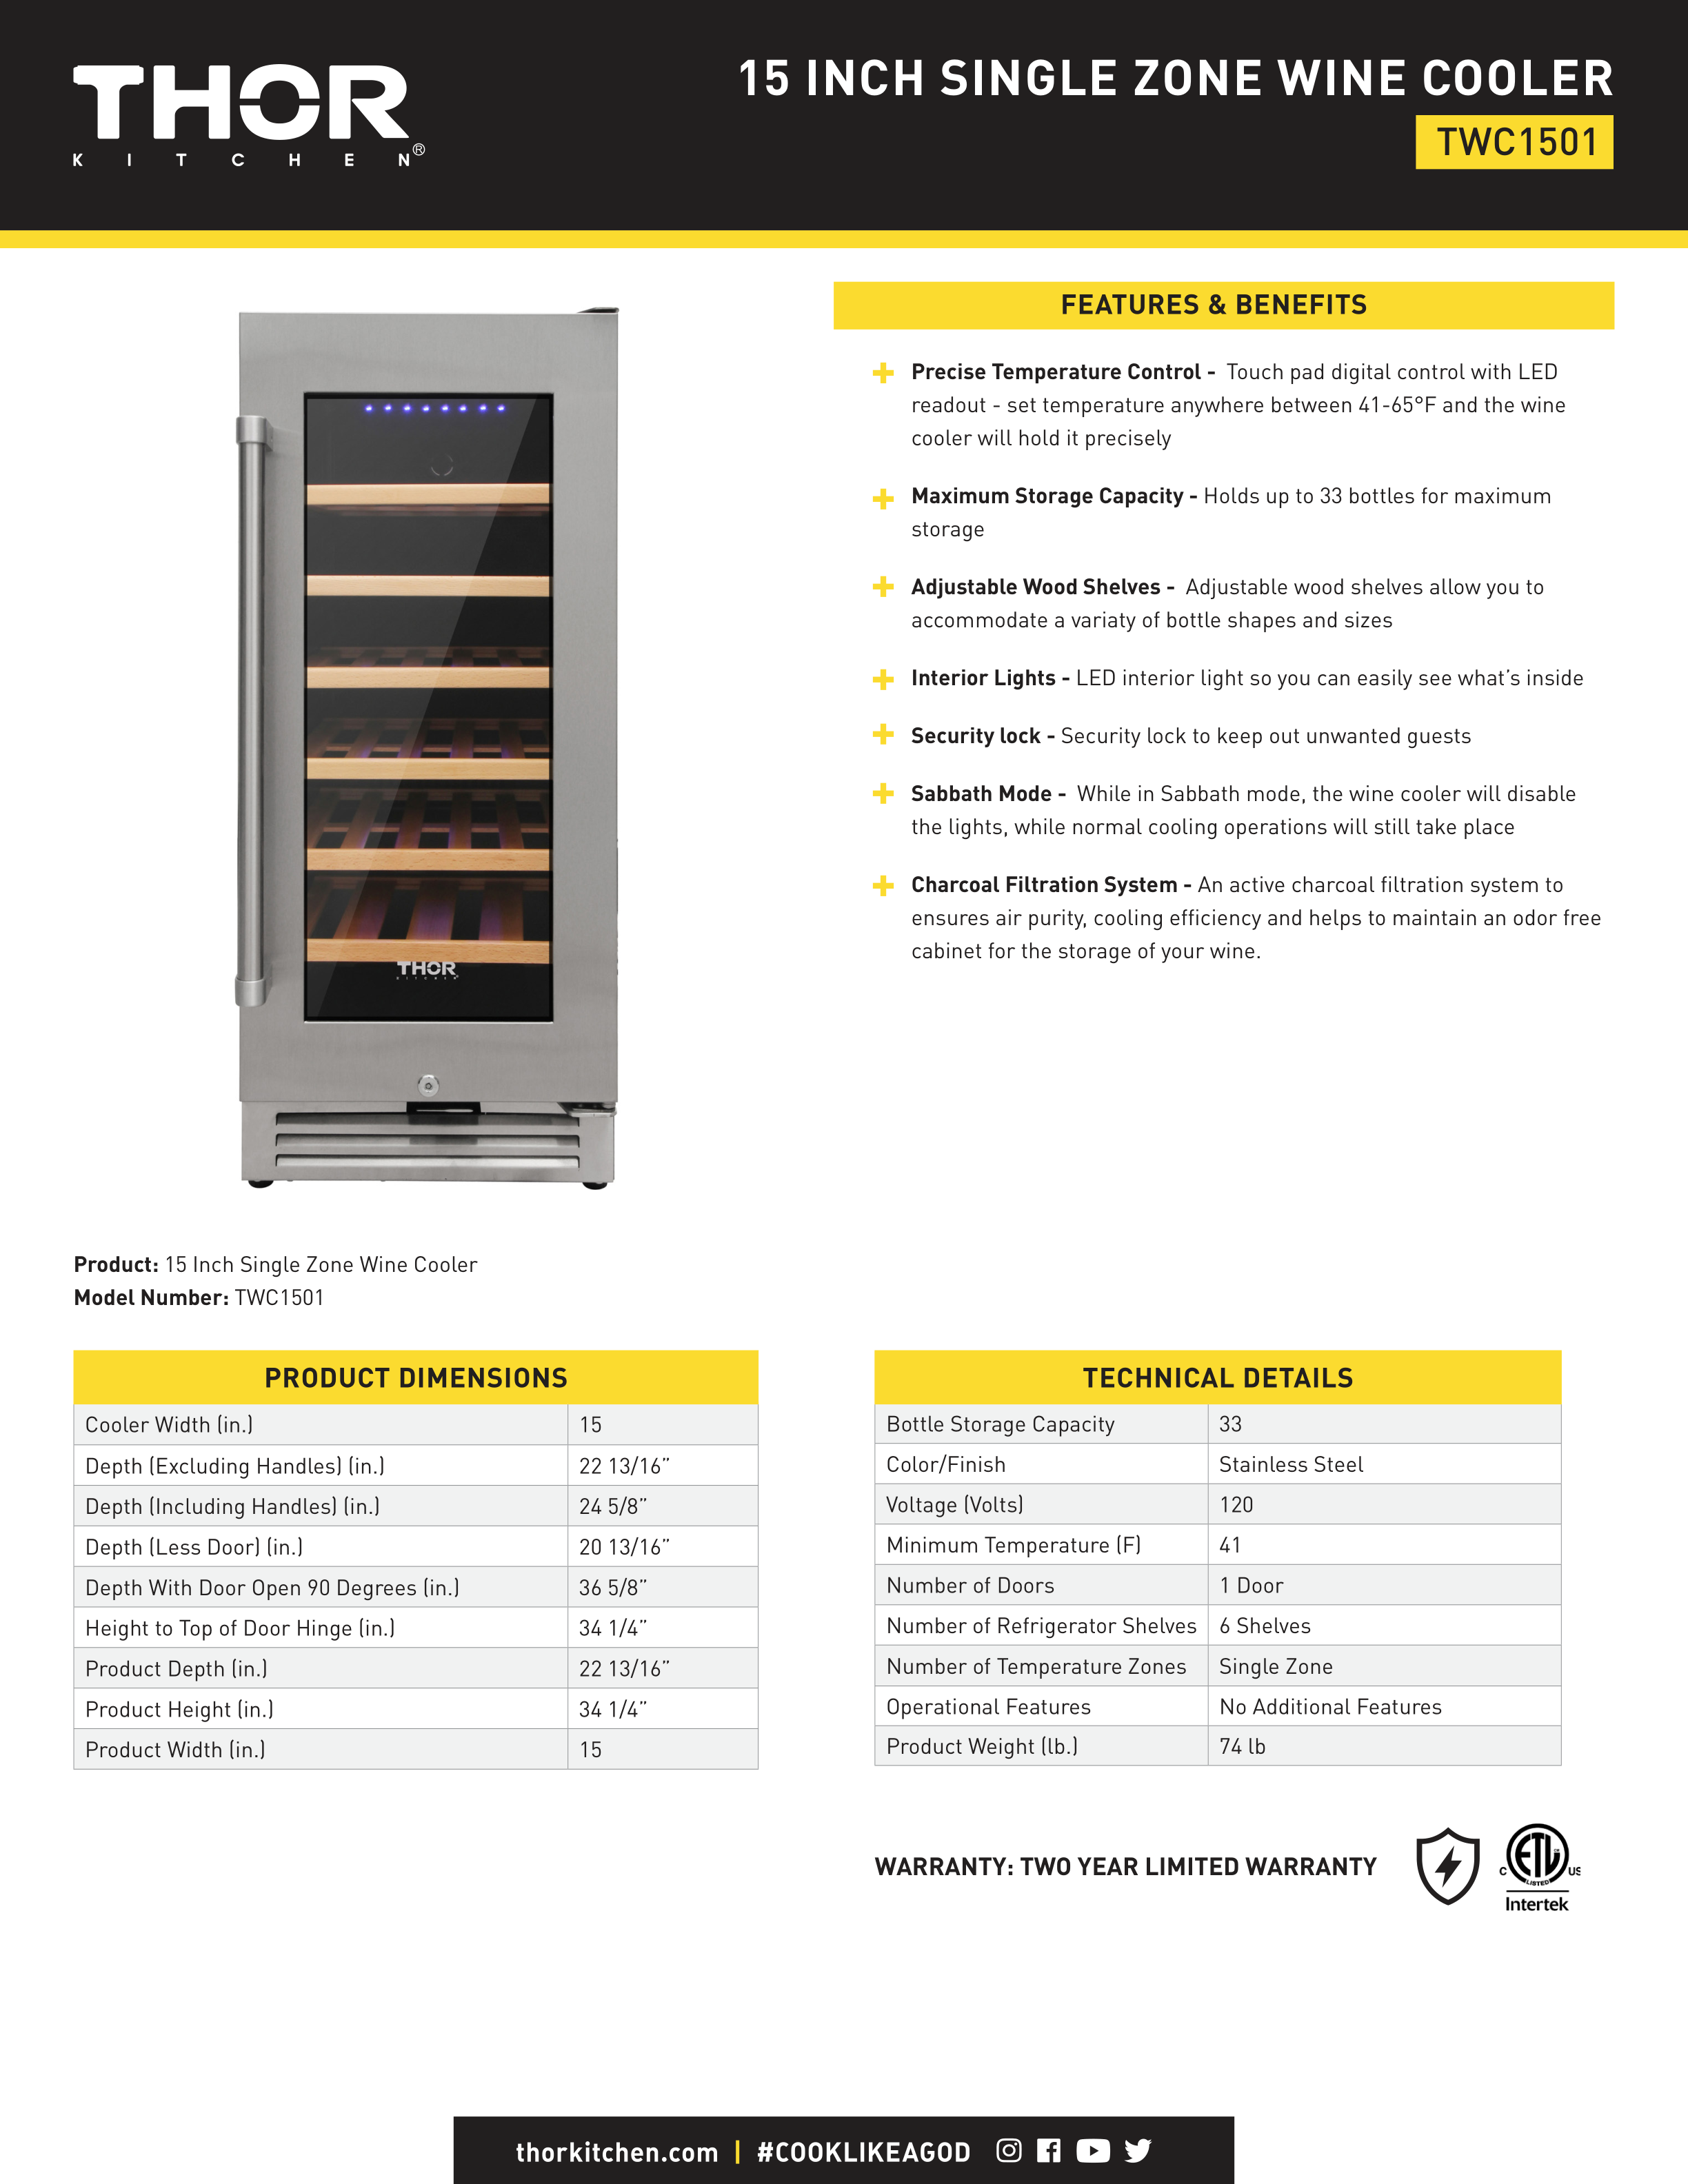 THOR
KITCHEN®
15 INCH SINGLE ZONE WINE COOLER
TWC1501
FEATURES & BENEFITS
Precise Temperature Control - Touch pad digital control with LED
readout - set temperature anywhere between 41-65°F and the wine
cooler will hold it precisely
Maximum Storage Capacity - Holds up to 33 bottles for maximum
storage
Adjustable Wood Shelves - Adjustable wood shelves allow you to
accommodate a variaty of bottle shapes and sizes
Interior Lights - LED interior light so you can easily see what’s inside
Security lock - Security lock to keep out unwanted guests
Sabbath Mode - While in Sabbath mode, the wine cooler will disable
the lights, while normal cooling operations will still take place
Charcoal Filtration System - An active charcoal filtration system to
ensures air purity, cooling efficiency and helps to maintain an odor free
cabinet for the storage of your wine.
THOR
KITCHEN
Product: 15 Inch Single Zone Wine Cooler
Model Number: TWC1501
PRODUCT DIMENSIONS
Cooler Width (in.) 15
Depth (Excluding Handles) (in.) 22 13/16”
Depth (Including Handles) (in.) 24 5/8”
Depth (Less Door) (in.) 20 13/16”
Depth With Door Open 90 Degrees (in.) 36 5/8”
Height to Top of Door Hinge (in.) 34 1/4”
Product Depth (in.) 22 13/16”
Product Height (in.) 34 1/4”
Product Width (in.) 15
TECHNICAL DETAILS
Bottle Storage Capacity 33
Color/Finish Stainless Steel
Voltage (Volts) 120
Minimum Temperature (F) 41
Number of Doors 1 Door
Number of Refrigerator Shelves 6 Shelves
Number of Temperature Zones Single Zone
Operational Features No Additional Features
Product Weight (lb.) 74 lb
WARRANTY: TWO YEAR LIMITED WARRANTY
C ETL US
LISTED
Intertek
thorkitchen.com | #COOKLIKEAGOD